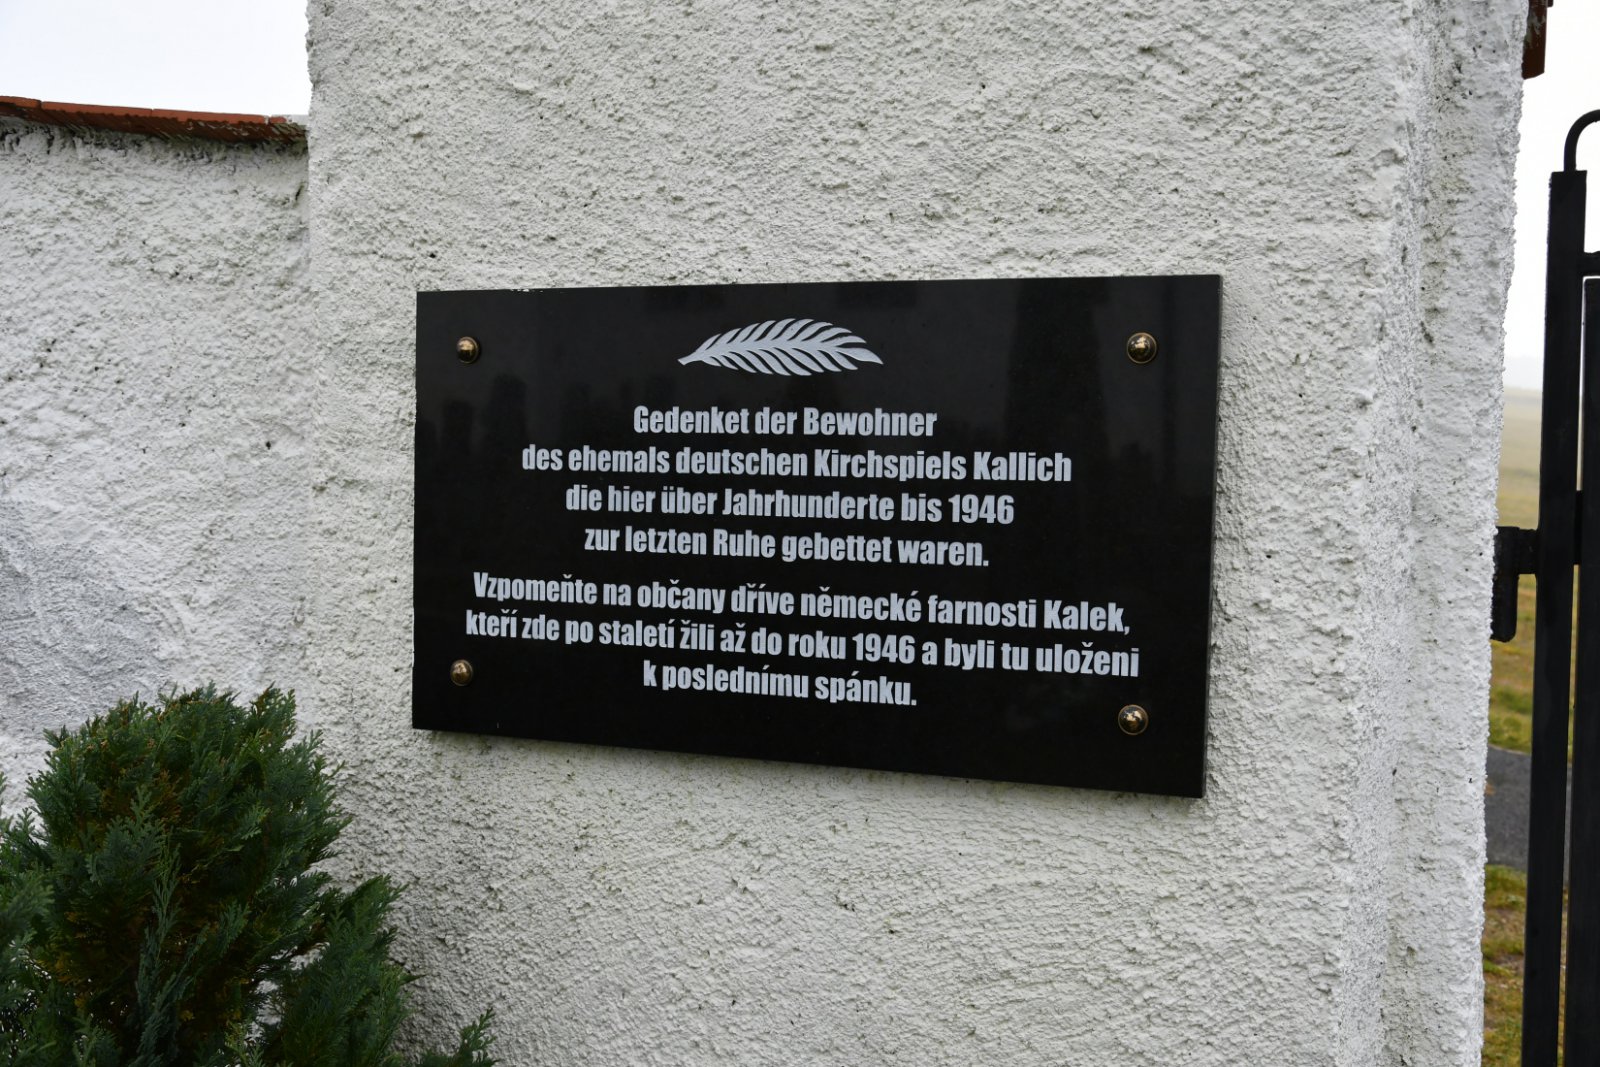 Gedenket der Bewohner
des ehemals deutschen Kirchspiels Kallich
die hier über Jahrhunderte bis 1946
zur letzten Ruhe gebettet waren.
Vzpomeňte na občany dříve německé farnosti Kalek,
kteří zde po staletí žili až do roku 1946 a byli tu uloženi
k poslednímu spánku.